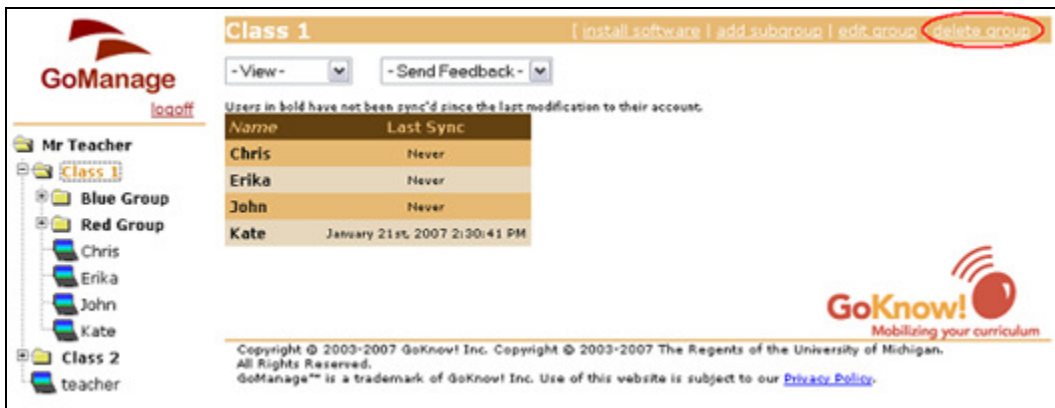 GoManage
logoff
Mr Teacher
Class 1
Blue Group
Red Group
Chris
Erika
John
Kate
Class 2
teacher
Class 1 [ install software | add subgroup | edit group | delete group
- View - - Send Feedback -
Users in bold have not been sync'd since the last modification to their account.
Name Last Sync
Chris Never
Erika Never
John Never
Kate January 21st, 2007 2:30:41 PM
GoKnow!
Mobilizing your curriculum
Copyright © 2003-2007 GoKnow! Inc. Copyright © 2003-2007 The Regents of the University of Michigan.
All Rights Reserved.
GoManage™ is a trademark of GoKnow! Inc. Use of this website is subject to our Privacy Policy.